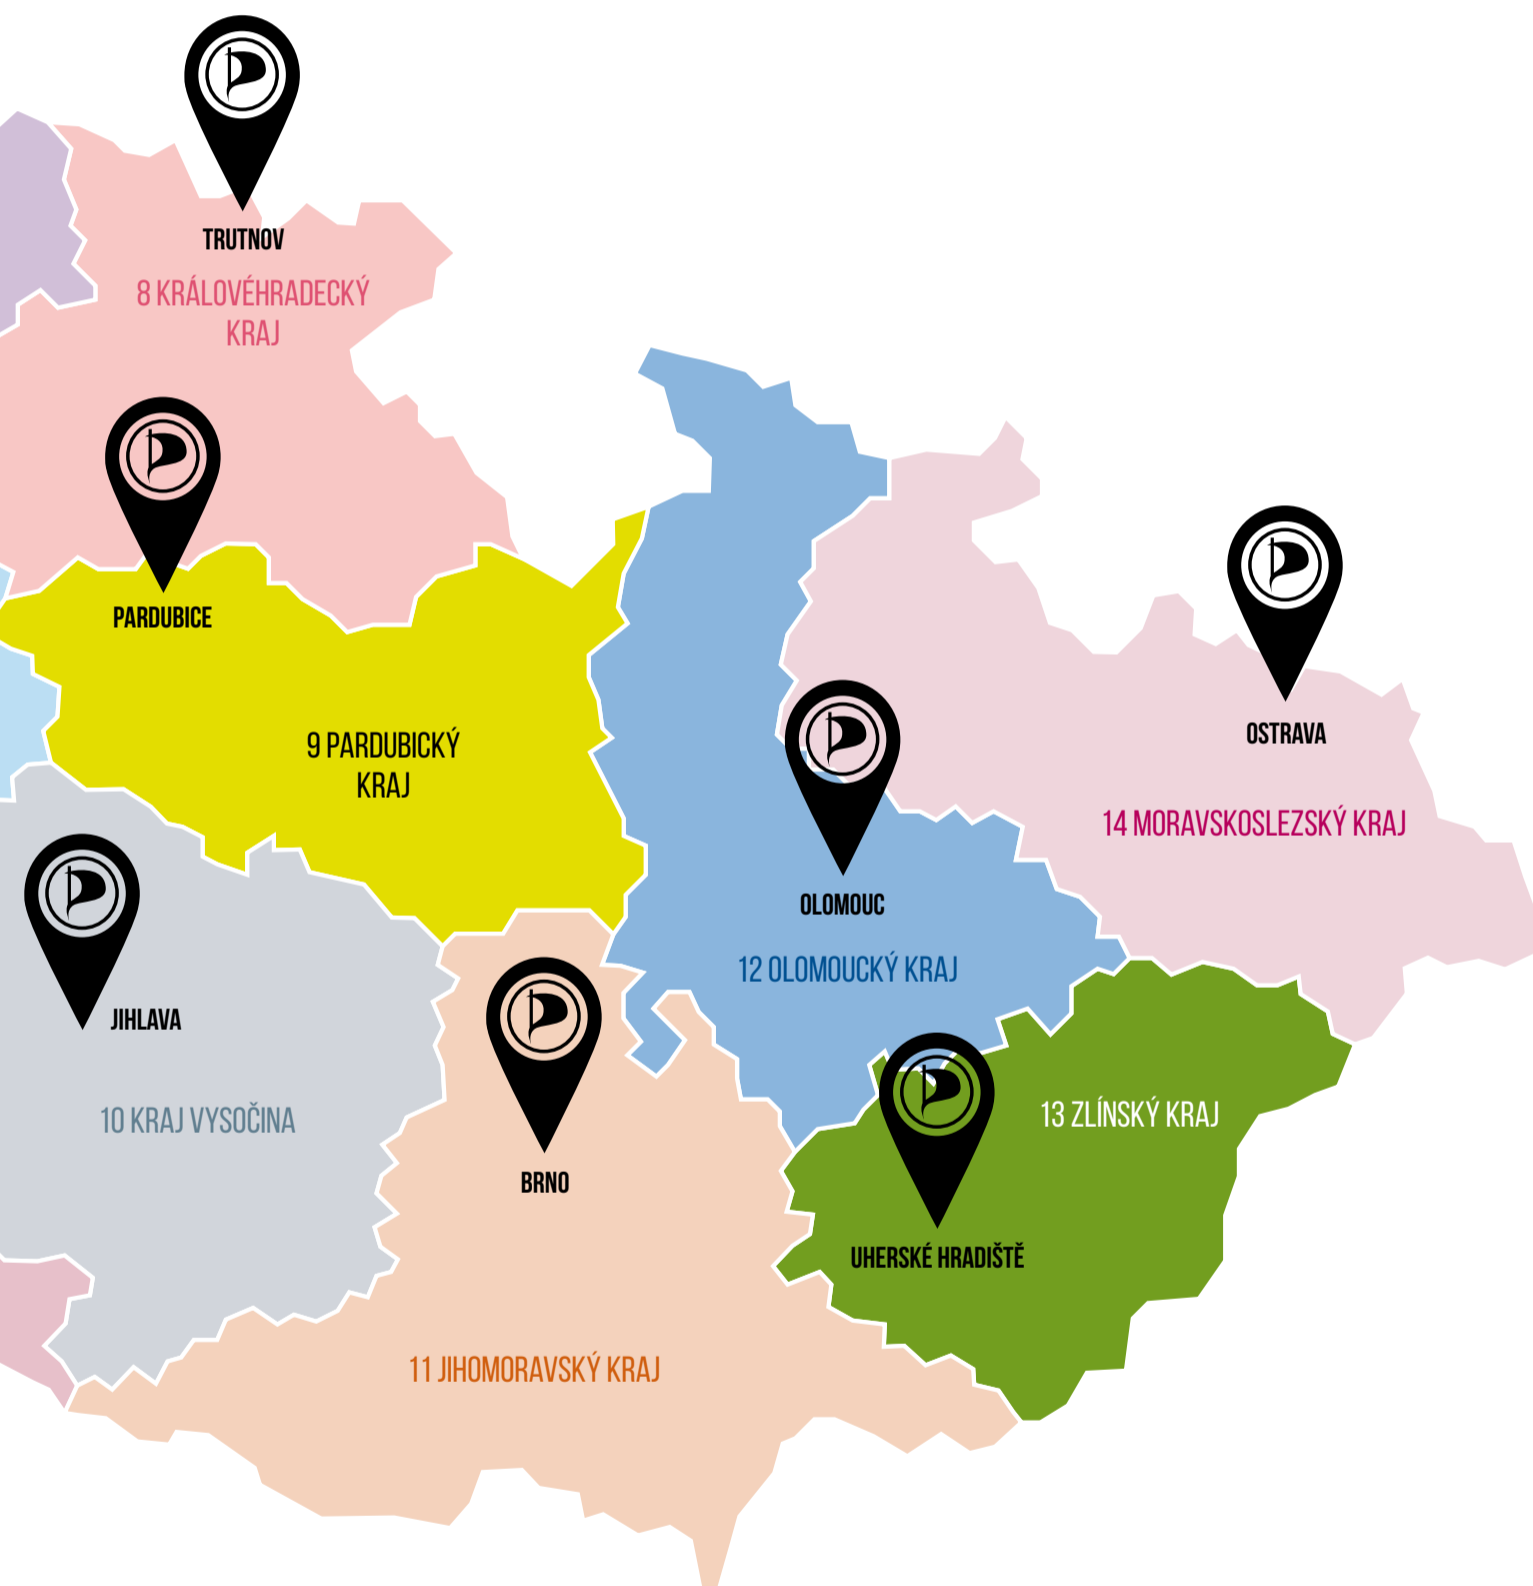 TRUTNOV
8 KRÁLOVÉHRADECKÝ
KRAJ
PARDUBICE
9 PARDUBICKÝ
KRAJ
OSTRAVA
14 MORAVSKOSLEZSKÝ KRAJ
OLOMOUC
12 OLOMOUCKÝ KRAJ
JIHLAVA
10 KRAJ VYSOČINA
BRNO
13 ZLÍNSKÝ KRAJ
UHERSKÉ HRADIŠTĚ
11 JIHOMORAVSKÝ KRAJ